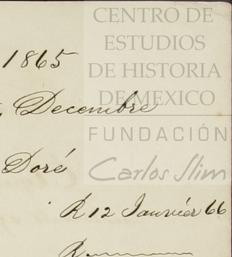 CENTRO DE
ESTUDIOS
DE HISTORIA
DE MEXICO
FUNDACIÓN
Carlos Slim
1865
Decembre
Doré
R 12 Janvier 66